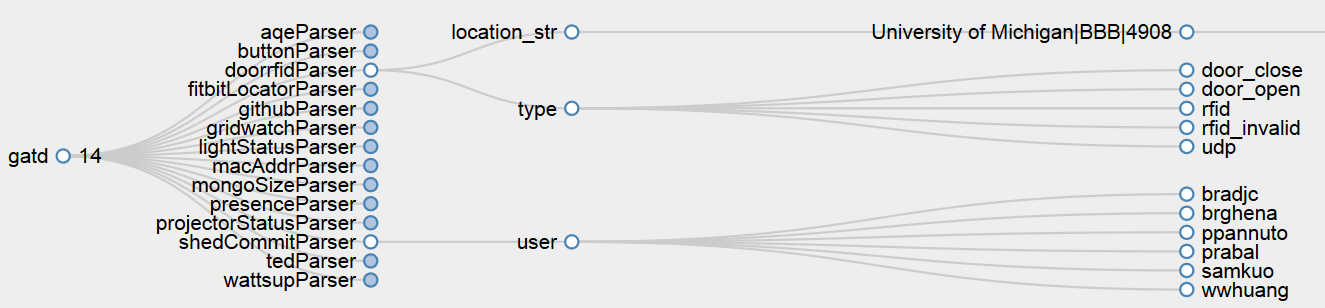 gatd 14
aqeParser
buttonParser
doorrfidParser
fitbitLocatorParser
githubParser
gridwatchParser
lightStatusParser
macAddrParser
mongoSizeParser
presenceParser
projectorStatusParser
shedCommitParser
tedParser
wattsupParser
location_str
type
user
University of Michigan|BBB|4908
door_close
door_open
rfid
rfid_invalid
udp
bradjc
brghena
ppannuto
prabal
samkuo
wwhuang